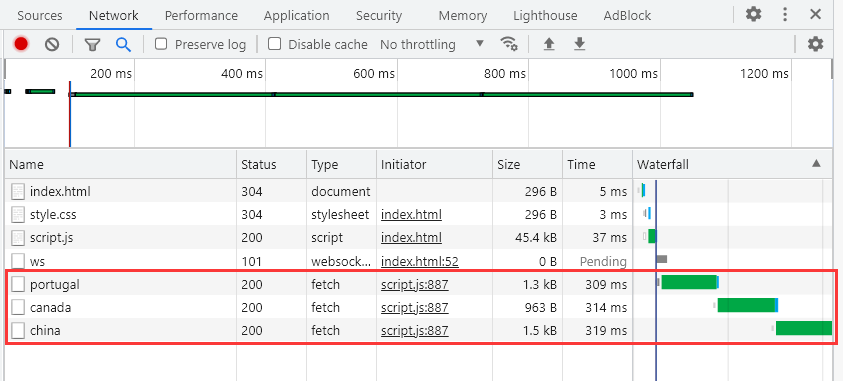 Sources Network Performance Application Security Memory Lighthouse AdBlock
Preserve log Disable cache No throttling
200 ms 400 ms 600 ms 800 ms 1000 ms 1200 ms
Name Status Type Initiator Size Time Waterfall
index.html 304 document 296 B 5 ms
style.css 304 stylesheet index.html 296 B 3 ms
script.js 200 script index.html 45.4 kB 37 ms
ws 101 websock... index.html:52 0 B Pending
portugal 200 fetch script.js:887 1.3 kB 309 ms
canada 200 fetch script.js:887 963 B 314 ms
china 200 fetch script.js:887 1.5 kB 319 ms